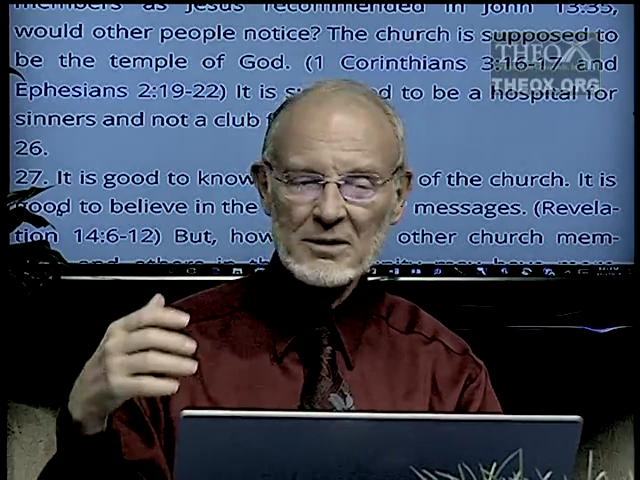 members as Jesus recommended in John 13:35,
would other people notice? The church is supposed to
be the temple of God. (1 Corinthians 3:16-17 and
Ephesians 2:19-22) It is to be a hospital for
sinners and not a club
26.
27. It is good to know of the church. It is
good to believe in the messages. (Revela-
tion 14:6-12) But, how other church mem-
THEOX
THEOX.ORG